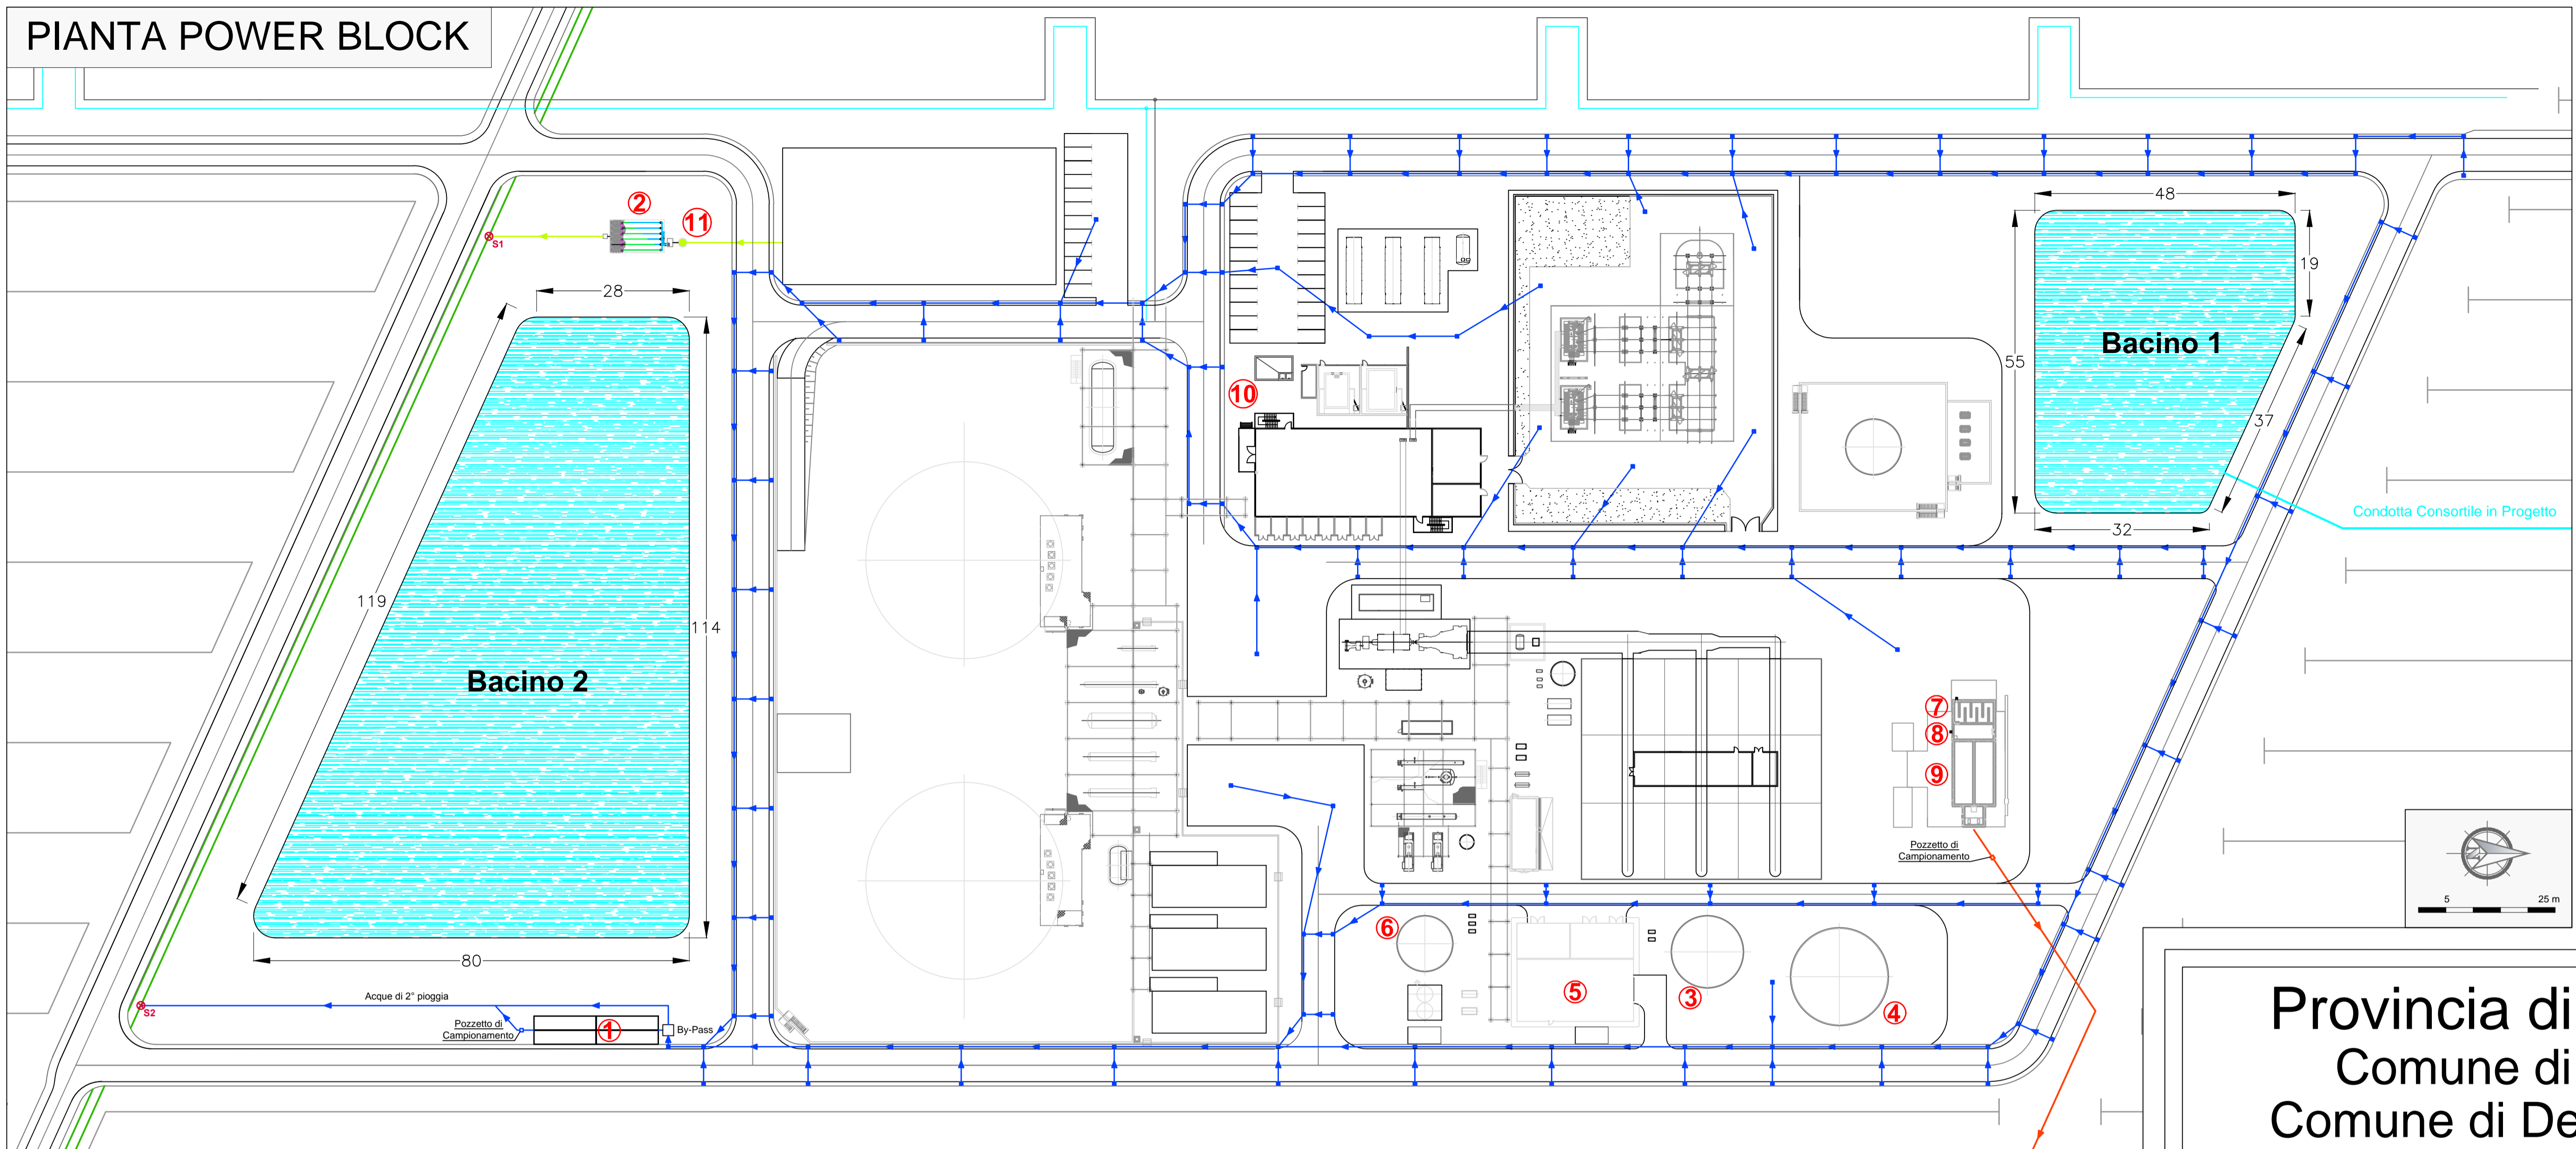 PIANTA POWER BLOCK
2
11
S1
28
119
114
Bacino 2
80
Acque di 2° pioggia
S2
Pozzetto di
Campionamento
1
By-Pass
10
48
19
55
Bacino 1
37
32
Condotta Consortile in Progetto
7
8
9
Pozzetto di
Campionamento
6
5
3
4
N
5
25 m
Provincia di
Comune di
Comune di De